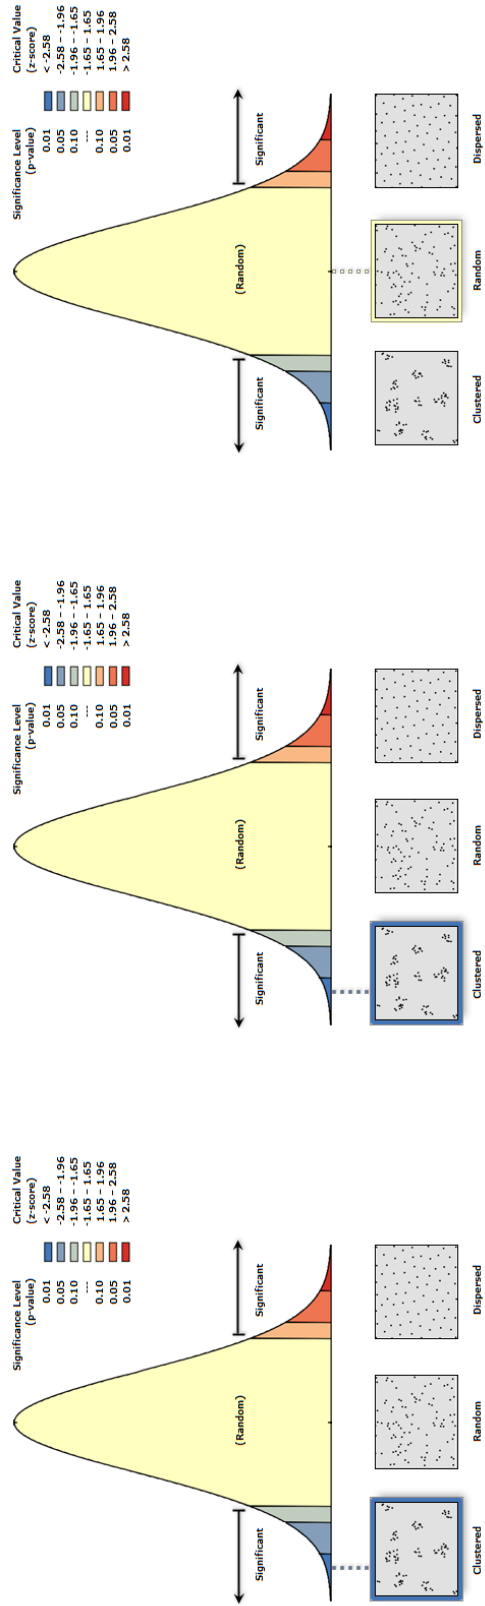 Significance Level Critical Value
(p-value) (z-score)
0.01 < -2.58
0.05 -2.58 – -1.96
0.10 -1.96 – -1.65
--- -1.65 – 1.65
0.10 1.65 – 1.96
0.05 1.96 – 2.58
0.01 > 2.58
(Random)
Significant Significant
Clustered Random Dispersed
Significance Level Critical Value
(p-value) (z-score)
0.01 < -2.58
0.05 -2.58 – -1.96
0.10 -1.96 – -1.65
--- -1.65 – 1.65
0.10 1.65 – 1.96
0.05 1.96 – 2.58
0.01 > 2.58
(Random)
Significant Significant
Clustered Random Dispersed
Significance Level Critical Value
(p-value) (z-score)
0.01 < -2.58
0.05 -2.58 – -1.96
0.10 -1.96 – -1.65
--- -1.65 – 1.65
0.10 1.65 – 1.96
0.05 1.96 – 2.58
0.01 > 2.58
(Random)
Significant Significant
Clustered Random Dispersed